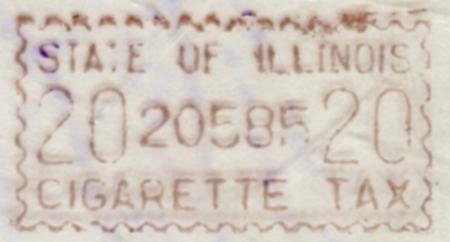 STATE OF ILLINOIS
20 20585 20
CIGARETTE TAX